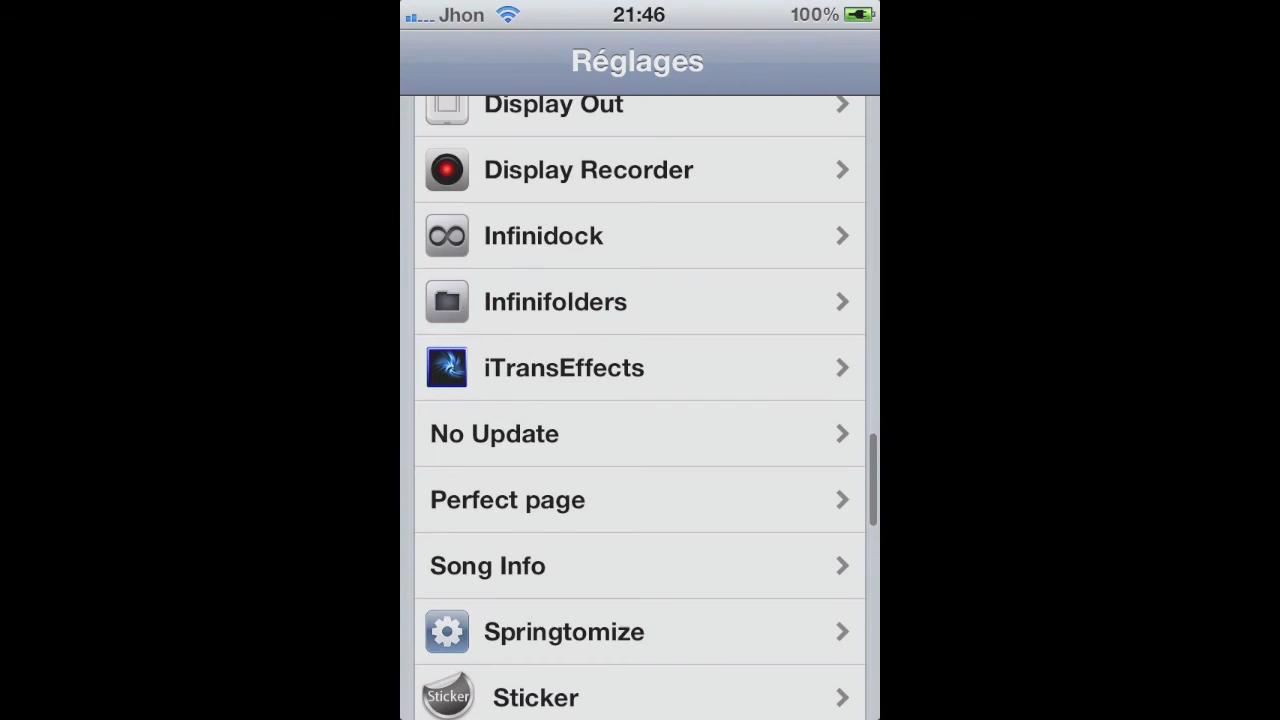 Jhon 21:46 100%
Réglages
Display Out
Display Recorder
Infinidock
Infinifolders
iTransEffects
No Update
Perfect page
Song Info
Springtomize
Sticker Sticker